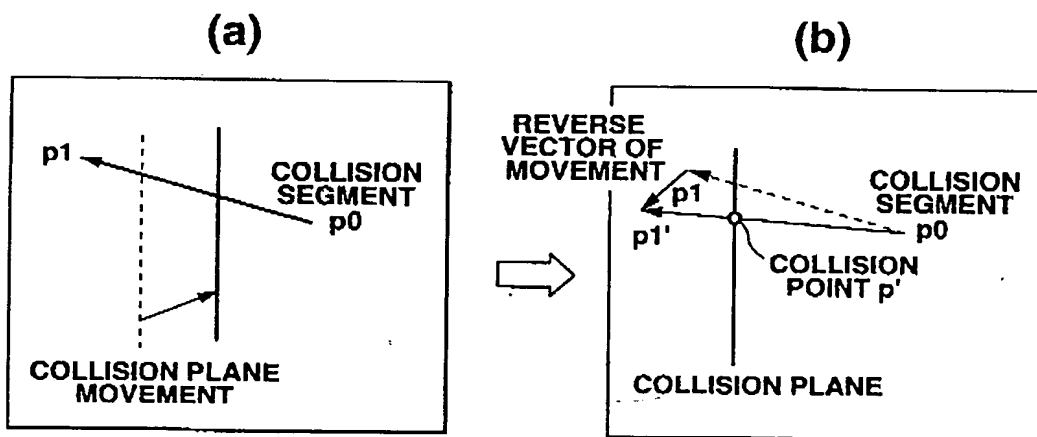 (a)
p1
COLLISION
SEGMENT
p0
COLLISION PLANE
MOVEMENT
(b)
REVERSE
VECTOR OF
MOVEMENT
p1
p1'
COLLISION
SEGMENT
p0
COLLISION
POINT p'
COLLISION PLANE